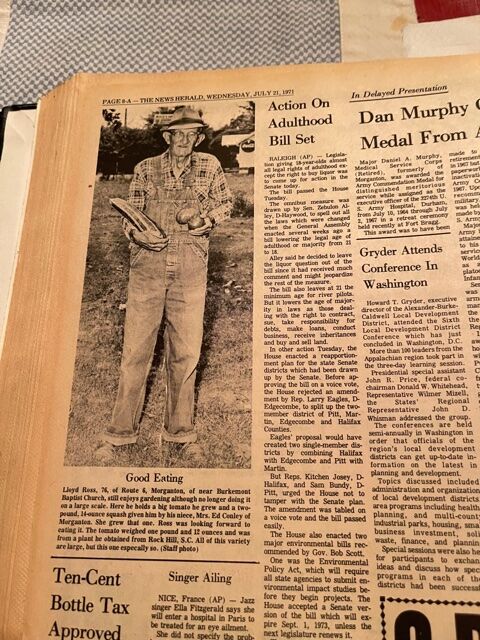 PAGE 8-A — THE NEWS HERALD, WEDNESDAY, JULY 21, 1971
Good Eating
Lloyd Ross, 76, of Route 6, Morganton, of near Burkemont
Baptist Church, still enjoys gardening although no longer doing it
on a large scale. Here he holds a big tomato he grew and a two-
pound, 14-ounce squash given him by his niece, Mrs. Ed Conley of
Morganton. She grew that one. Ross was looking forward to
eating it. The tomato weighed one pound and 12 ounces and was
from a plant he obtained from Rock Hill, S.C. All of this variety
are large, but this one especially so. (Staff photo)
Ten-Cent
Bottle Tax
Approved
Singer Ailing
NICE, France (AP) — Jazz
singer Ella Fitzgerald says she
will enter a hospital in Paris to
be treated for an eye ailment.
She did not specify the prob-
Action On
Adulthood
Bill Set
RALEIGH (AP) — Legisla-
tion giving 18-year-olds almost
all legal rights of adulthood ex-
cept the right to buy liquor was
to come up for action in the
Senate today.
The bill passed the House
Tuesday.
The omnibus measure was
drawn up by Sen. Zebulon Al-
ley, D-Haywood, to spell out all
the laws which were changed
when the General Assembly
enacted several weeks ago a
bill lowering the legal age of
adulthood or majority from 21
to 18.
Alley said he decided to leave
the liquor question out of the
bill since it had received much
comment and might jeopardize
the rest of the measure.
The bill also leaves at 21 the
minimum age for river pilots.
But it lowers the age of major-
ity in laws as those deal-
ing with the right to contract,
sue, take responsibility for
debts, make loans, conduct
business, receive inheritances
and buy and sell land.
In other action Tuesday, the
House enacted a reapportion-
ment plan for the state Senate
districts which had been drawn
up by the Senate. Before ap-
proving the bill on a voice vote,
the House rejected an amend-
ment by Rep. Larry Eagles, D-
Edgecombe, to split up the two-
member district of Pitt, Mar-
tin, Edgecombe and Halifax
Counties.
Eagles' proposal would have
created two single-member dis-
tricts by combining Halifax
with Edgecombe and Pitt with
Martin.
But Reps. Kitchen Josey, D-
Halifax, and Sam Bundy, D-
Pitt, urged the House not to
tamper with the Senate plan.
The amendment was tabled on
a voice vote and the bill passed
easily.
The House also enacted two
major environmental bills rec-
ommended by Gov. Bob Scott.
One was the Environmental
Policy Act, which will require
all state agencies to submit en-
vironmental impact studies be-
fore they begin projects. The
House accepted a Senate ver-
sion of the bill which will ex-
pire Sept. 1, 1973, unless the
next legislature renews it.
In Delayed Presentation
Dan Murphy
Medal From A
Major Daniel A. Murphy,
Medical Service Corps
(Retired), formerly of
Morganton, was awarded the
Army Commendation Medal for
distinguished meritorious
service while assigned as the
executive officer of the 3274th U.
S. Army Hospital, Durham,
from July 10, 1964 through July
2, 1967 in a retreat ceremony
held recently at Fort Bragg.
This award was to have been
Gryder Attends
Conference In
Washington
Howard T. Gryder, executive
director of the Alexander-Burke-
Caldwell Local Development
District, attended the Sixth
Local Development District
Conference which has just
concluded in Washington, D.C.
More than 100 leaders from the
Appalachian region took part in
the three-day learning session.
Presidential special assistant
John R. Price, federal co-
chairman Donald W. Whitehead,
Representative Wilmer Mizell,
the States' Regional
Representative John D.
Whisman addressed the group.
The conferences are held
semi-annually in Washington in
order that officials of the
region's local development
districts can get up-to-date in-
formation on the latest in
planning and development.
Topics discussed included
administration and organization
of local development districts,
area programs including health
planning, and multi-county
industrial parks, housing, small
business investment, solid
waste, finance, and planning.
Special sessions were also held
for participants to exchange
ideas and discuss how specific
programs in each of the
districts had been successful